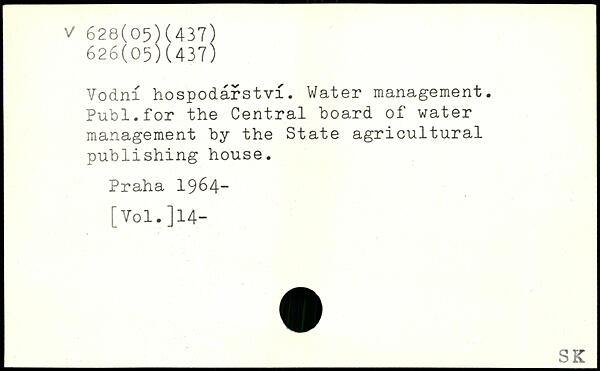 V 628(05)(437)
626(05)(437)
Vodní hospodářství. Water management.
Publ.for the Central board of water
management by the State agricultural
publishing house.
Praha 1964-
[Vol.]14-
SK